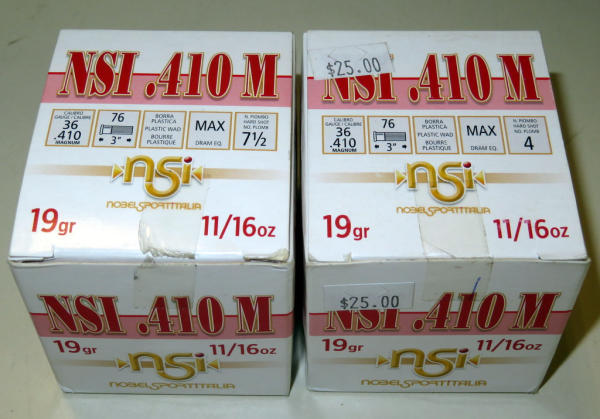 NSI .410 M
CALIBRO
GAUGE / CALIBRE
36
.410
MAGNUM
76
3"
BORRA
PLASTICA
PLASTIC WAD
BOURRE
PLASTIQUE
MAX
DRAM EQ.
N. PIOMBO
HARD SHOT
NO. PLOMB
7½
nsi
NOBELSPORTITALIA
19gr
11/16oz
NSI .410 M
19gr
11/16oz
nsi
NOBELSPORTITALIA
$25.00
NSI .410 M
CALIBRO
GAUGE / CALIBRE
36
.410
MAGNUM
76
3"
BORRA
PLASTICA
PLASTIC WAD
BOURRE
PLASTIQUE
MAX
DRAM EQ.
N. PIOMBO
HARD SHOT
NO. PLOMB
4
nsi
NOBELSPORTITALIA
19gr
11/16oz
$25.00
NSI .410 M
19gr
11/16oz
nsi
NOBELSPORTITALIA